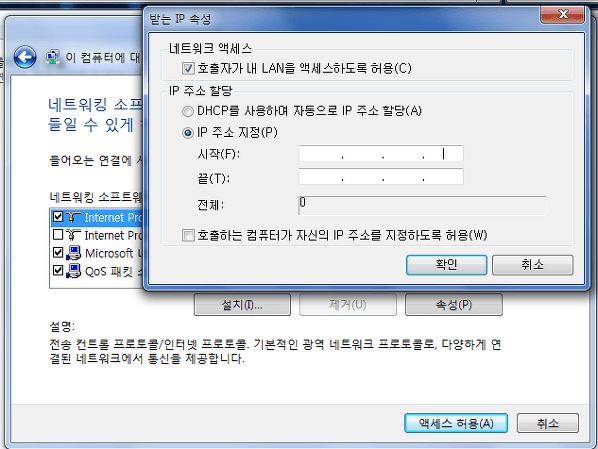 받는 IP 속성
네트워크 액세스
호출자가 내 LAN을 액세스하도록 허용(C)
IP 주소 할당
DHCP를 사용하여 자동으로 IP 주소 할당(A)
IP 주소 지정(P)
시작(F):
. . .
끝(T):
. . .
전체:
0
호출하는 컴퓨터가 자신의 IP 주소를 지정하도록 허용(W)
확인
취소
이 컴퓨터에 대
네트워킹 소프
들일 수 있게
들어오는 연결에
네트워킹 소프트웨
Internet Pro
Internet Pro
Microsoft
QoS 패킷
설치(I)...
제거(U)
속성(P)
설명:
전송 컨트롤 프로토콜/인터넷 프로토콜. 기본적인 광역 네트워크 프로토콜로, 다양하게 연
결된 네트워크에서 통신을 제공합니다.
액세스 허용(A)
취소